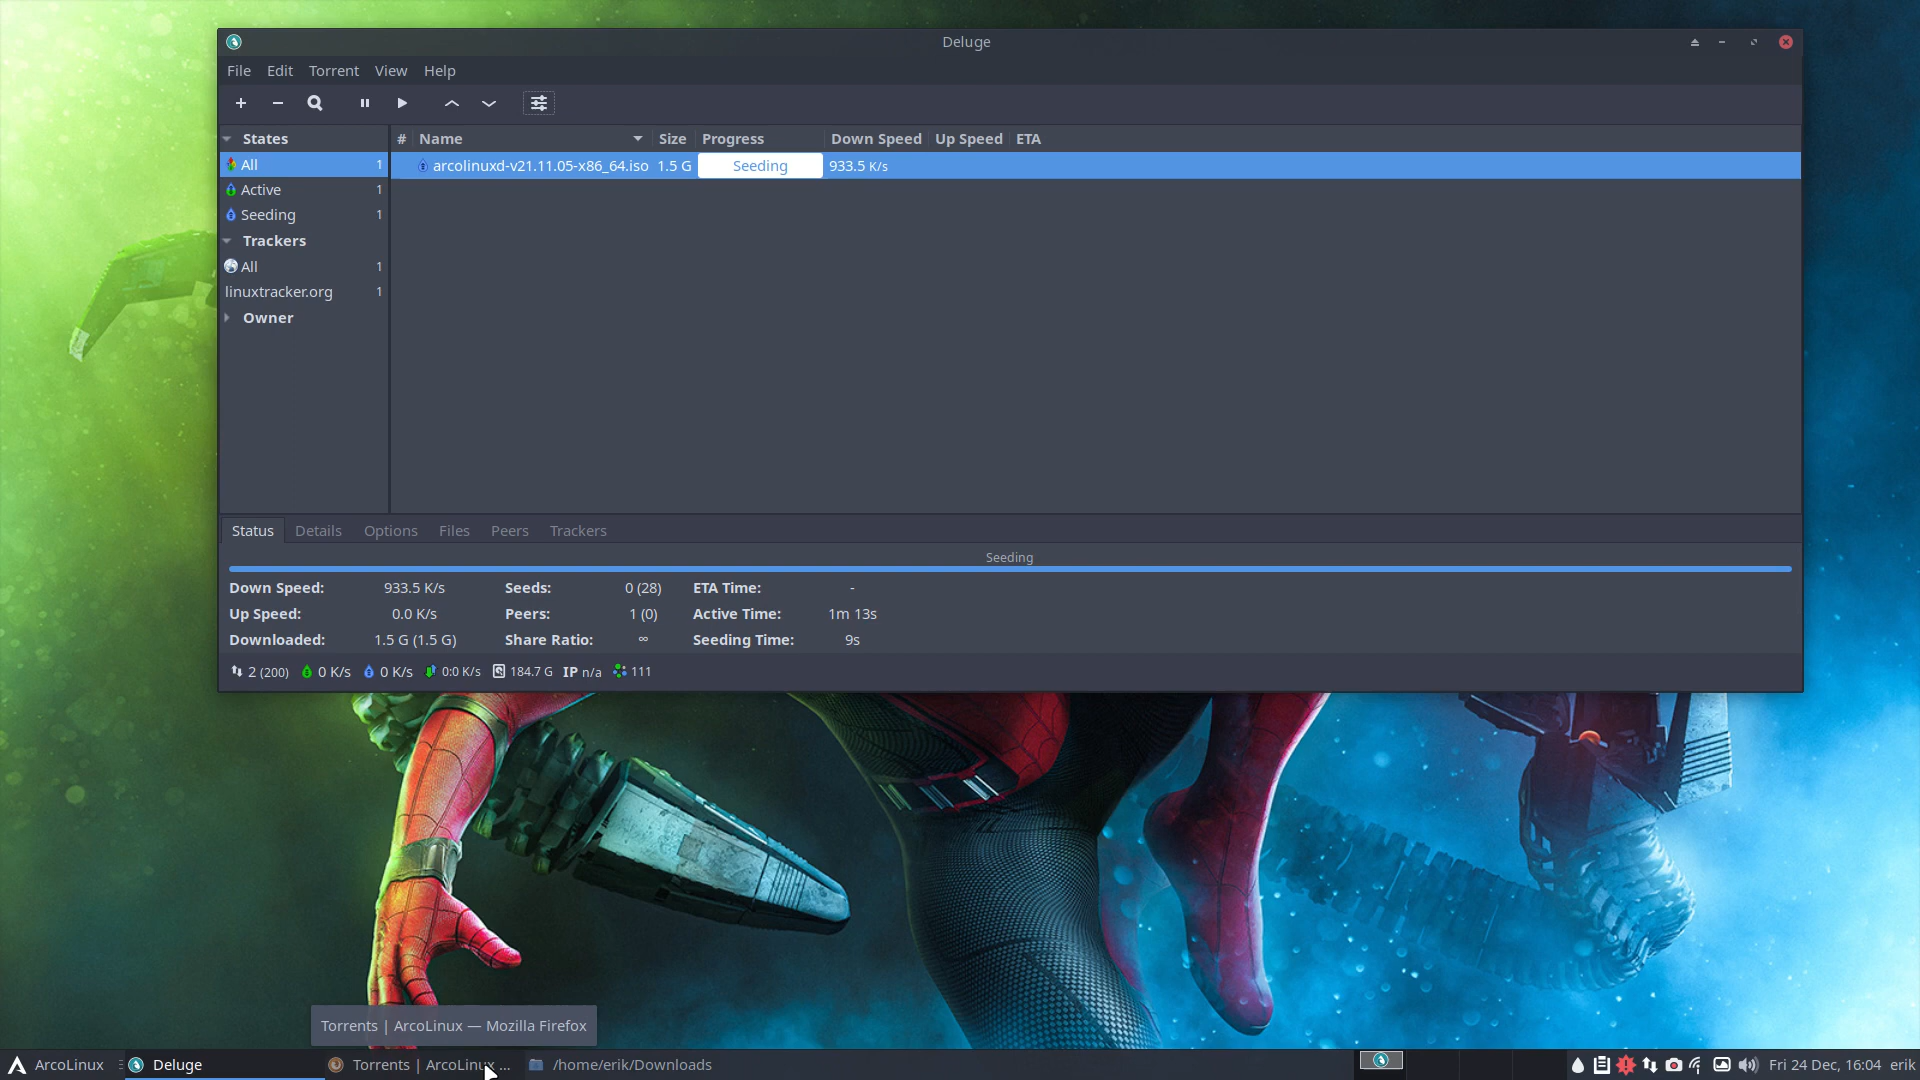 Deluge
File Edit Torrent View Help
States
All 1
Active 1
Seeding 1
Trackers
All 1
linuxtracker.org 1
Owner
# Name Size Progress Down Speed Up Speed ETA
arcolinuxd-v21.11.05-x86_64.iso 1.5 G Seeding 933.5 K/s
Status Details Options Files Peers Trackers
Seeding
Down Speed: 933.5 K/s Seeds: 0 (28) ETA Time: -
Up Speed: 0.0 K/s Peers: 1 (0) Active Time: 1m 13s
Downloaded: 1.5 G (1.5 G) Share Ratio: ∞ Seeding Time: 9s
2 (200) 0 K/s 0 K/s 0:0 K/s 184.7 G IP n/a 111
Torrents | ArcoLinux — Mozilla Firefox
ArcoLinux Deluge Torrents | ArcoLinux ... /home/erik/Downloads Fri 24 Dec, 16:04 erik